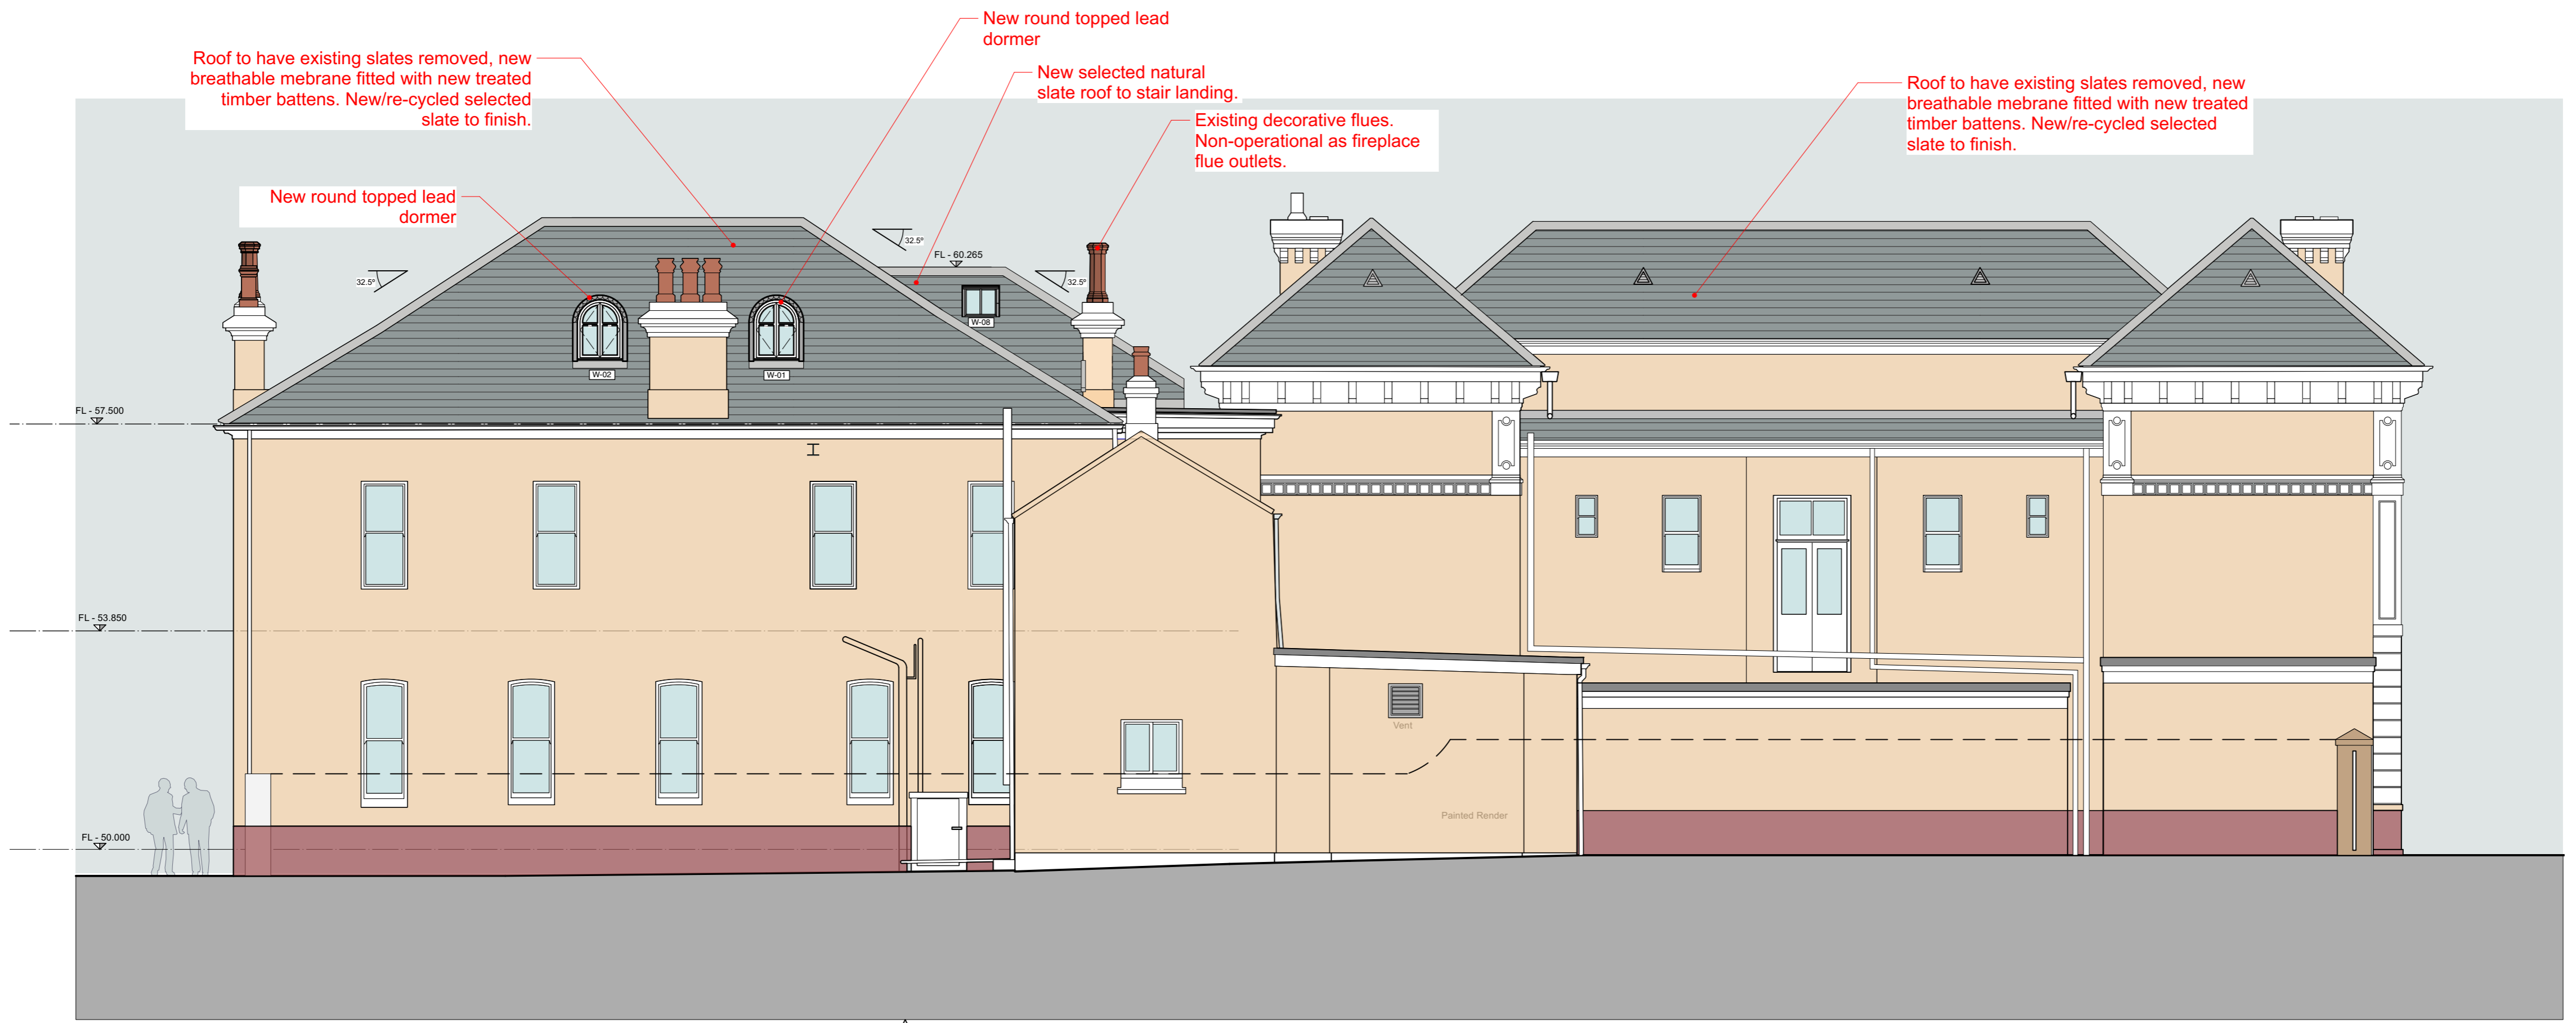 New round topped lead
dormer
Roof to have existing slates removed, new
breathable mebrane fitted with new treated
timber battens. New/re-cycled selected
slate to finish.
New selected natural
slate roof to stair landing.
Roof to have existing slates removed, new
breathable mebrane fitted with new treated
timber battens. New/re-cycled selected
slate to finish.
Existing decorative flues.
Non-operational as fireplace
flue outlets.
New round topped lead
dormer
32.5°
FL - 60.265
32.5°
32.5°
W-08
W-02
W-01
FL - 57.500
FL - 53.850
Vent
Painted Render
FL - 50.000